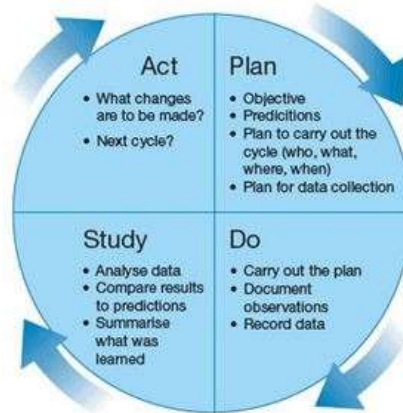 Act
• What changes
are to be made?
• Next cycle?
Plan
• Objective
• Predicitions
• Plan to carry out the
cycle (who, what,
where, when)
• Plan for data collection
Study
• Analyse data
• Compare results
to predictions
• Summarise
what was
learned
Do
• Carry out the plan
• Document
observations
• Record data